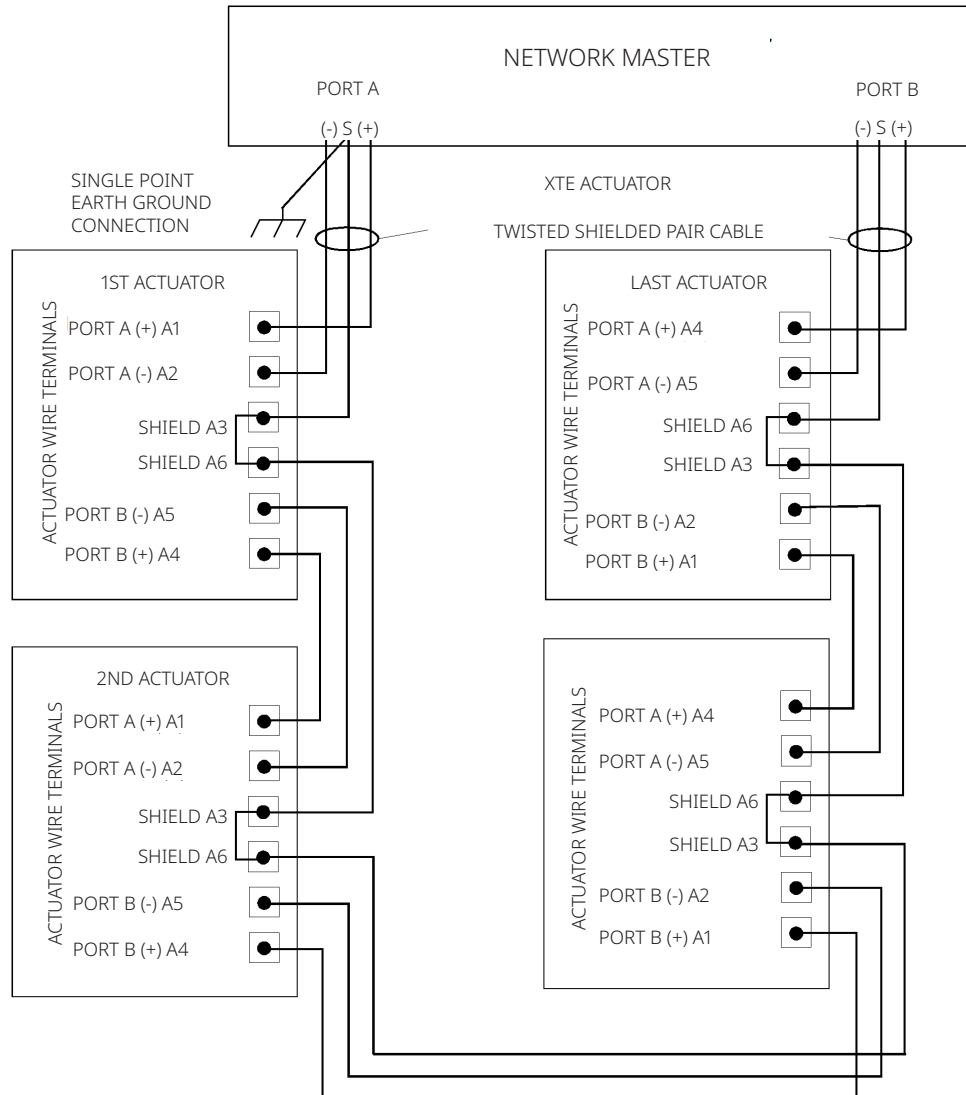 NETWORK MASTER
PORT A
PORT B
(-) S (+)
(-) S (+)
SINGLE POINT
EARTH GROUND
CONNECTION
XTE ACTUATOR
TWISTED SHIELDED PAIR CABLE
1ST ACTUATOR
ACTUATOR WIRE TERMINALS
PORT A (+) A1
PORT A (-) A2
SHIELD A3
SHIELD A6
PORT B (-) A5
PORT B (+) A4
LAST ACTUATOR
ACTUATOR WIRE TERMINALS
PORT A (+) A4
PORT A (-) A5
SHIELD A6
SHIELD A3
PORT B (-) A2
PORT B (+) A1
2ND ACTUATOR
ACTUATOR WIRE TERMINALS
PORT A (+) A1
PORT A (-) A2
SHIELD A3
SHIELD A6
PORT B (-) A5
PORT B (+) A4
ACTUATOR WIRE TERMINALS
PORT A (+) A4
PORT A (-) A5
SHIELD A6
SHIELD A3
PORT B (-) A2
PORT B (+) A1